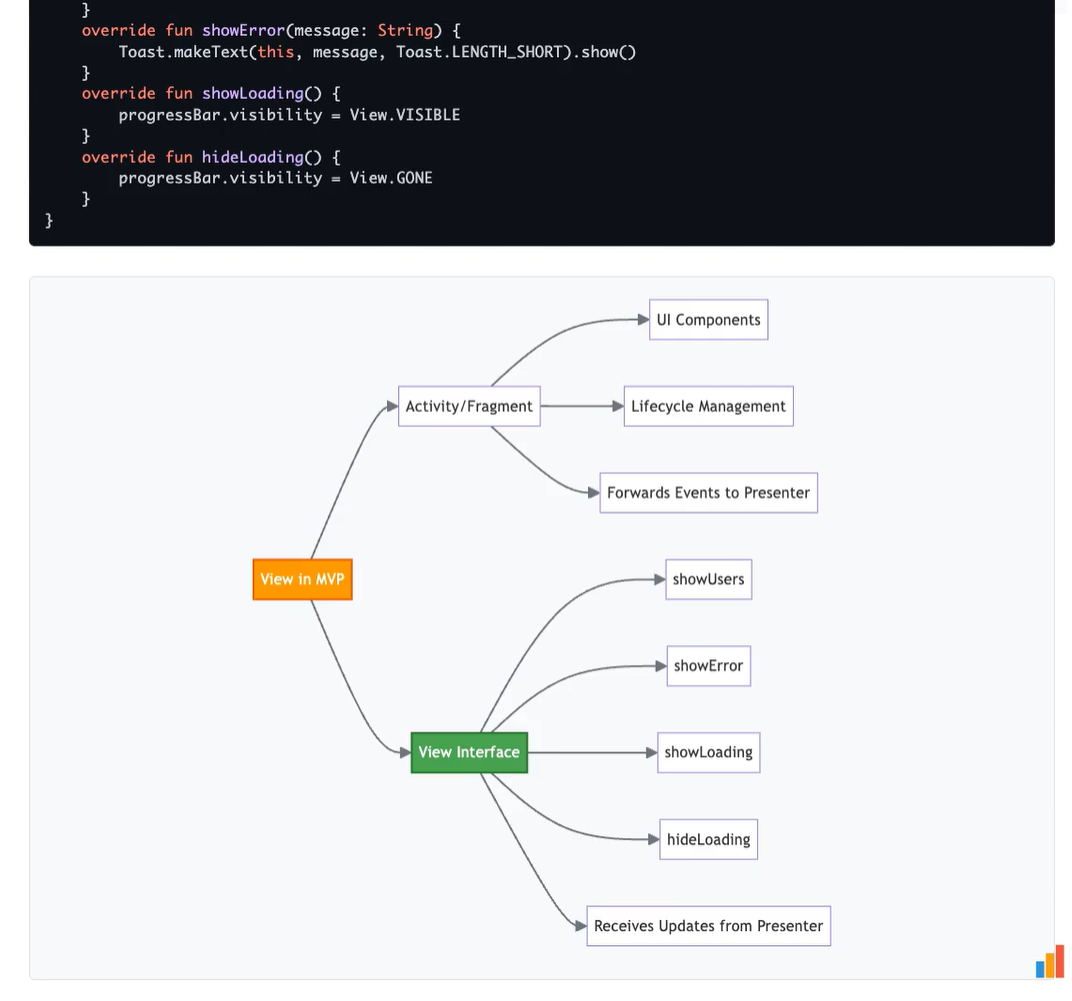 }
    override fun showError(message: String) {
        Toast.makeText(this, message, Toast.LENGTH_SHORT).show()
    }
    override fun showLoading() {
        progressBar.visibility = View.VISIBLE
    }
    override fun hideLoading() {
        progressBar.visibility = View.GONE
    }
}
UI Components
Activity/Fragment
Lifecycle Management
Forwards Events to Presenter
View in MVP
showUsers
showError
View Interface
showLoading
hideLoading
Receives Updates from Presenter